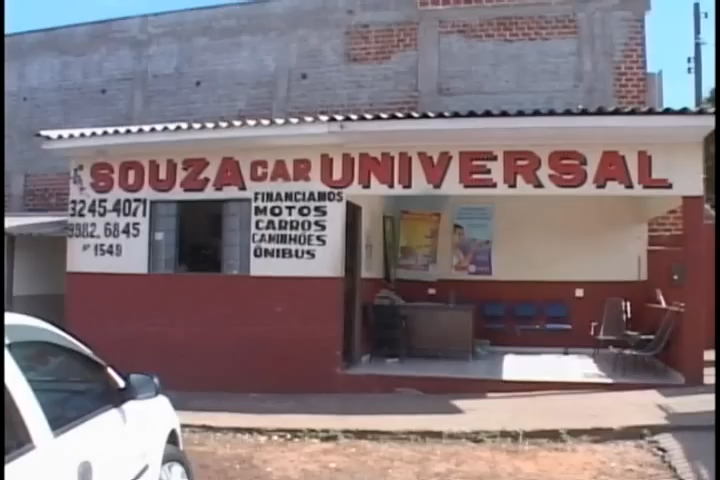 SOUZA CAR UNIVERSAL
3245-4071
9982.6845
Nº 1549
FINANCIAMOS
MOTOS
CARROS
CAMINHÕES
ÔNIBUS